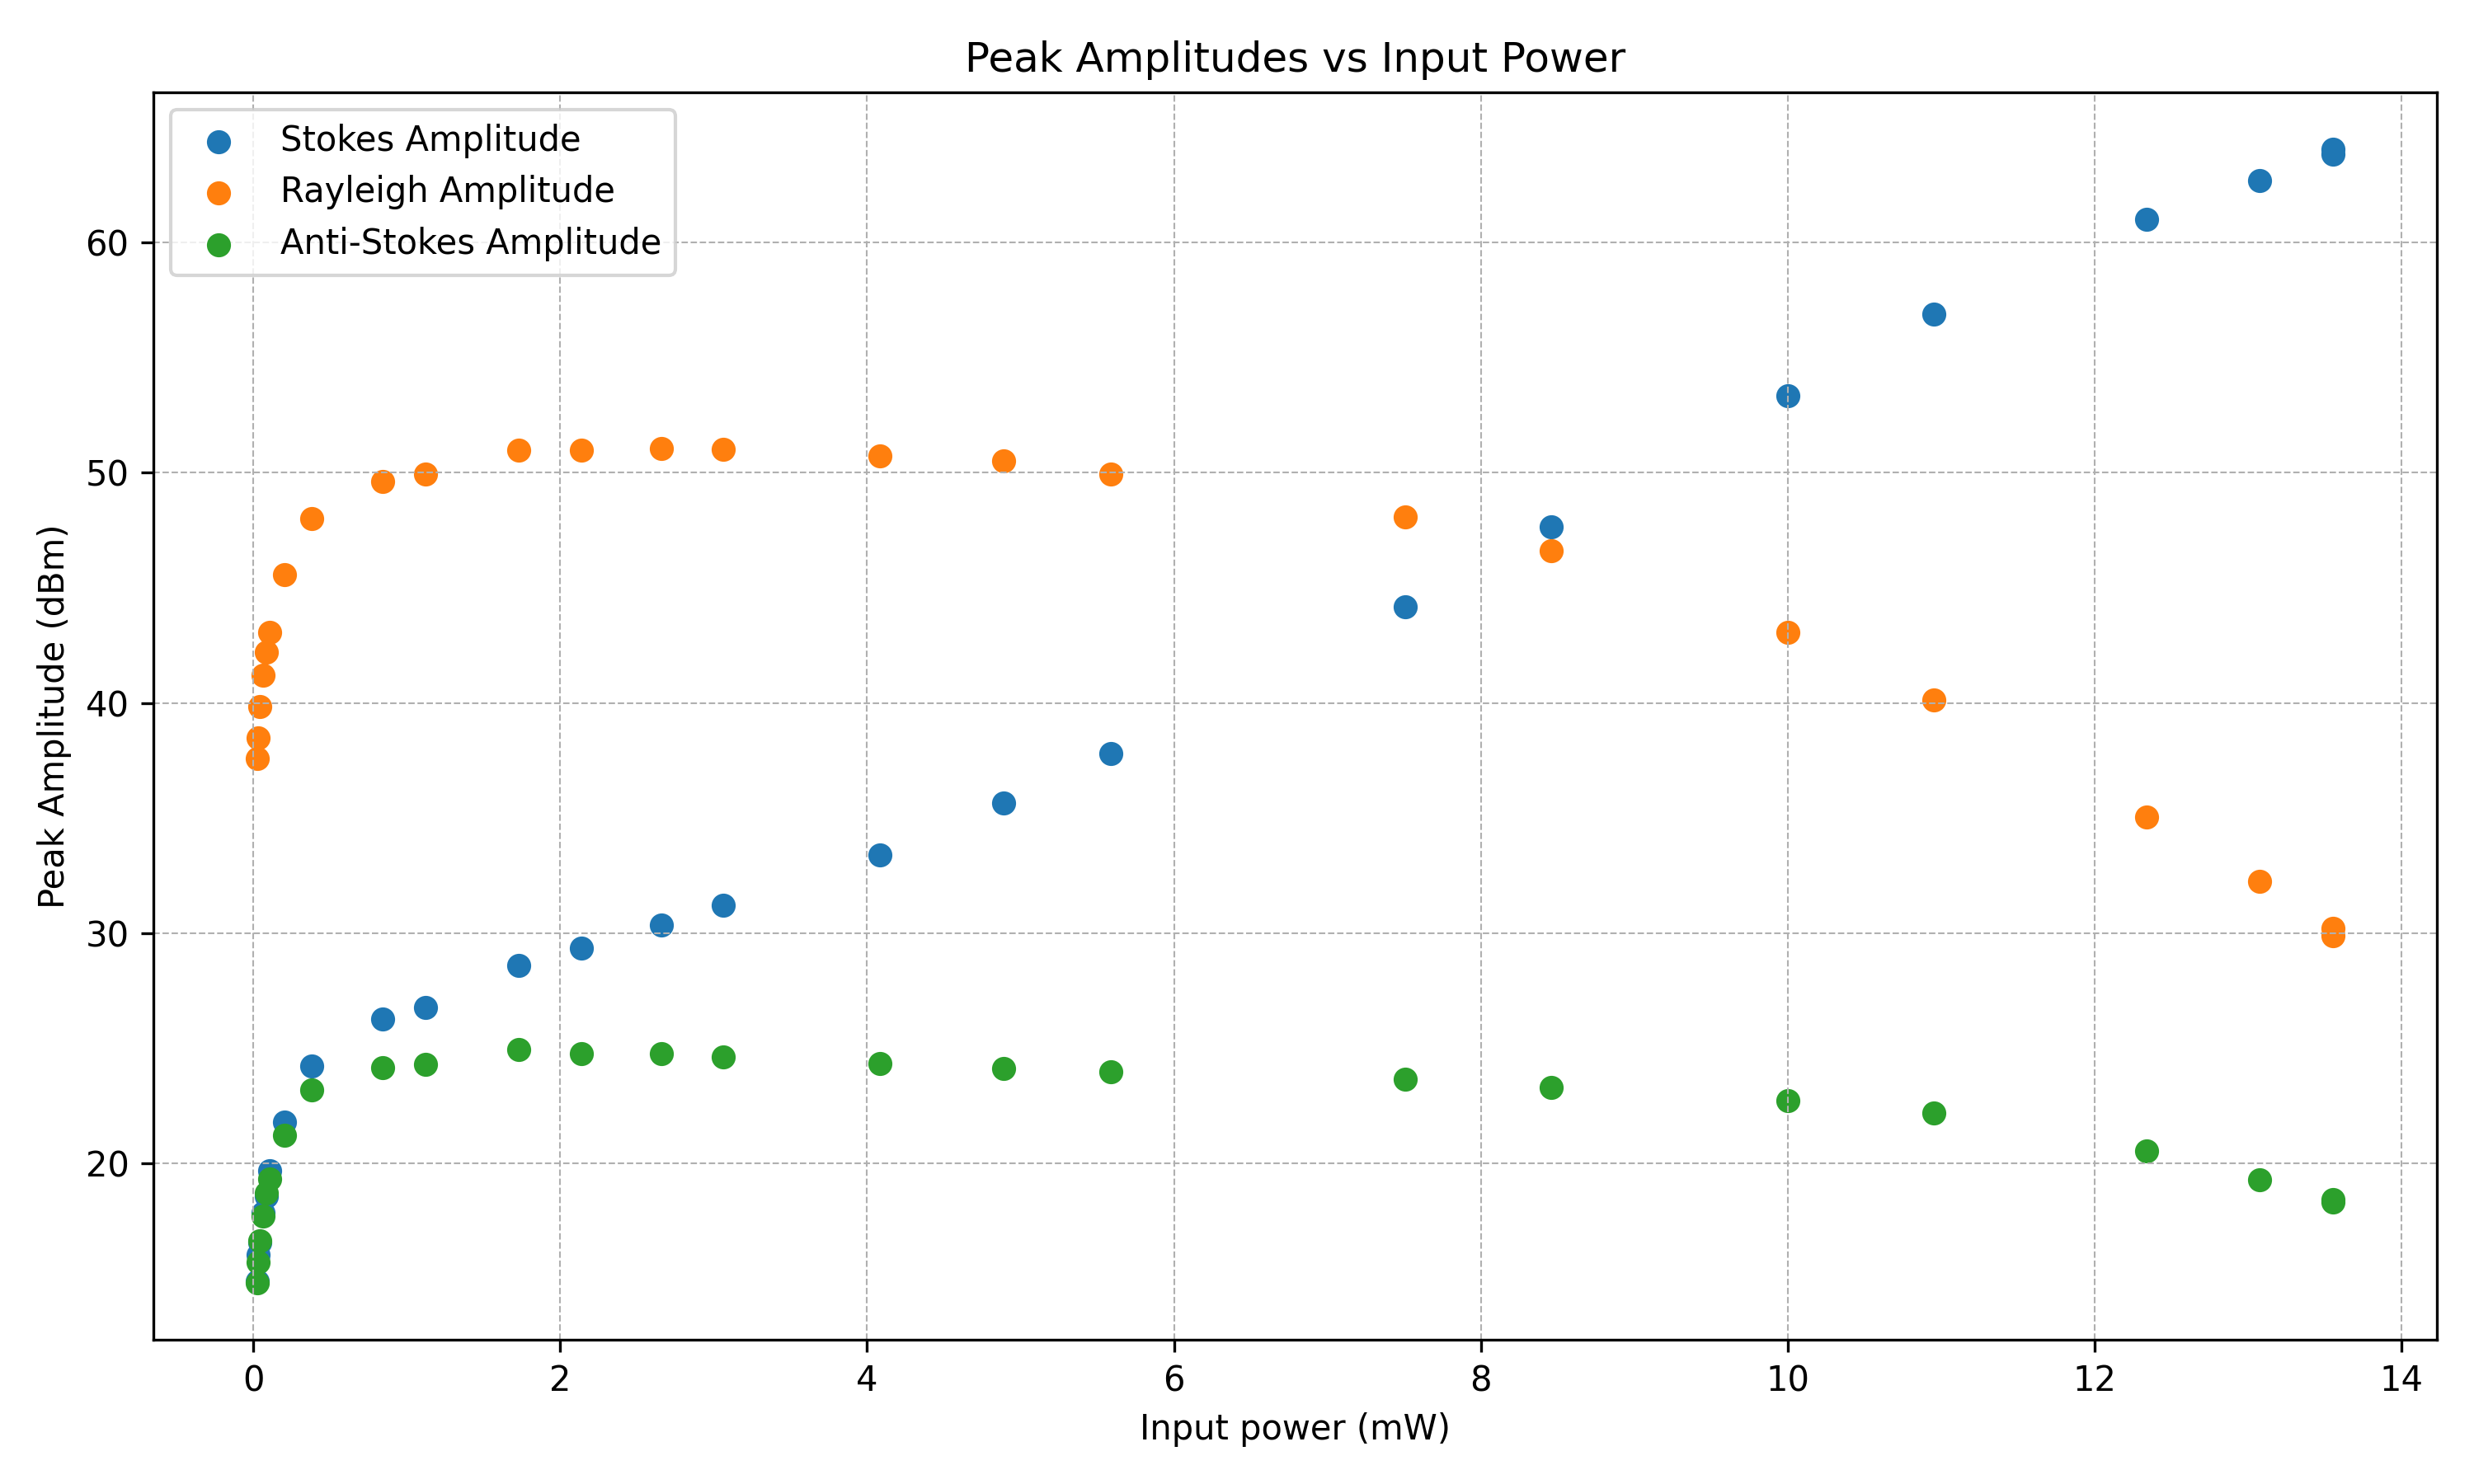 Peak Amplitudes vs Input Power
Stokes Amplitude
Rayleigh Amplitude
Anti-Stokes Amplitude
Peak Amplitude (dBm)
60
50
40
30
20
0 2 4 6 8 10 12 14
Input power (mW)